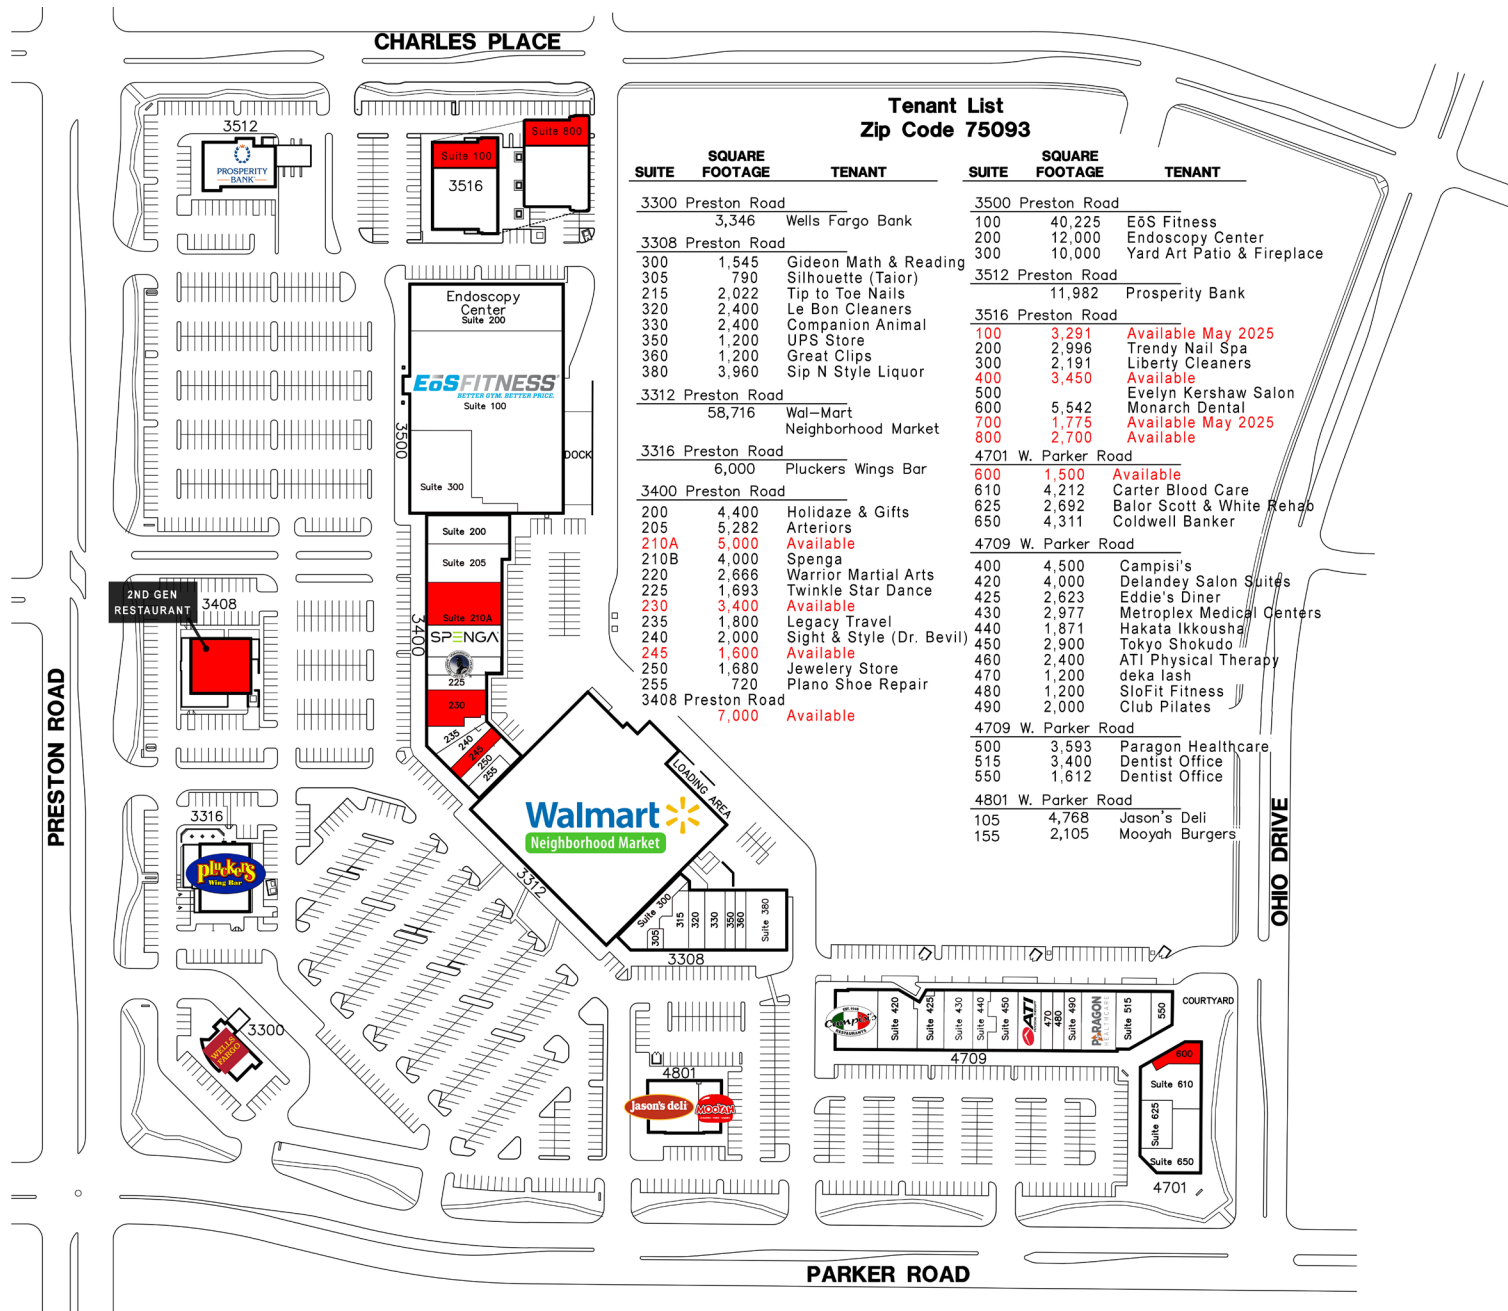 CHARLES PLACE
3512
PROSPERITY
BANK
Suite 100
3516
Suite 800
Endoscopy
Center
Suite 200
EōSFITNESS
BETTER GYM. BETTER PRICE.
Suite 100
3500
DOCK
Suite 300
Suite 200
Suite 205
Suite 210A
3400
SPENGA
225
230
235
240
245
250
255
2ND GEN
RESTAURANT
3408
PRESTON ROAD
3316
Pluckers
Wing Bar
LOADING AREA
Walmart
Neighborhood Market
3312
Suite 300
305
315
320
330
350
360
Suite 380
3308
3300
WELLS
FARGO
4801
Jason's deli
MOOYAH
Campisi's
RESTAURANTS
Suite 420
Suite 425
Suite 430
Suite 440
Suite 450
ATI
470
480
Suite 490
PARAGON
HEALTHCARE
Suite 515
550
COURTYARD
4709
600
Suite 610
Suite 625
Suite 650
4701
OHIO DRIVE
PARKER ROAD
Tenant List
Zip Code 75093
SUITE SQUARE FOOTAGE TENANT
3300 Preston Road
3,346 Wells Fargo Bank
3308 Preston Road
300 1,545 Gideon Math & Reading
305 790 Silhouette (Taior)
215 2,022 Tip to Toe Nails
320 2,400 Le Bon Cleaners
330 2,400 Companion Animal
350 1,200 UPS Store
360 1,200 Great Clips
380 3,960 Sip N Style Liquor
3312 Preston Road
58,716 Wal-Mart
Neighborhood Market
3316 Preston Road
6,000 Pluckers Wings Bar
3400 Preston Road
200 4,400 Holidaze & Gifts
205 5,282 Arteriors
210A 5,000 Available
210B 4,000 Spenga
220 2,666 Warrior Martial Arts
225 1,693 Twinkle Star Dance
230 3,400 Available
235 1,800 Legacy Travel
240 2,000 Sight & Style (Dr. Bevil)
245 1,600 Available
250 1,680 Jewelery Store
255 720 Plano Shoe Repair
3408 Preston Road
7,000 Available
SUITE SQUARE FOOTAGE TENANT
3500 Preston Road
100 40,225 EōS Fitness
200 12,000 Endoscopy Center
300 10,000 Yard Art Patio & Fireplace
3512 Preston Road
11,982 Prosperity Bank
3516 Preston Road
100 3,291 Available May 2025
200 2,996 Trendy Nail Spa
300 2,191 Liberty Cleaners
400 3,450 Available
500 Evelyn Kershaw Salon
600 5,542 Monarch Dental
700 1,775 Available May 2025
800 2,700 Available
4701 W. Parker Road
600 1,500 Available
610 4,212 Carter Blood Care
625 2,692 Balor Scott & White Rehab
650 4,311 Coldwell Banker
4709 W. Parker Road
400 4,500 Campisi's
420 4,000 Delandey Salon Suites
425 2,623 Eddie's Diner
430 2,977 Metroplex Medical Centers
440 1,871 Hakata Ikkousha
450 2,900 Tokyo Shokudo
460 2,400 ATI Physical Therapy
470 1,200 deka lash
480 1,200 SloFit Fitness
490 2,000 Club Pilates
4709 W. Parker Road
500 3,593 Paragon Healthcare
515 3,400 Dentist Office
550 1,612 Dentist Office
4801 W. Parker Road
105 4,768 Jason's Deli
155 2,105 Mooyah Burgers